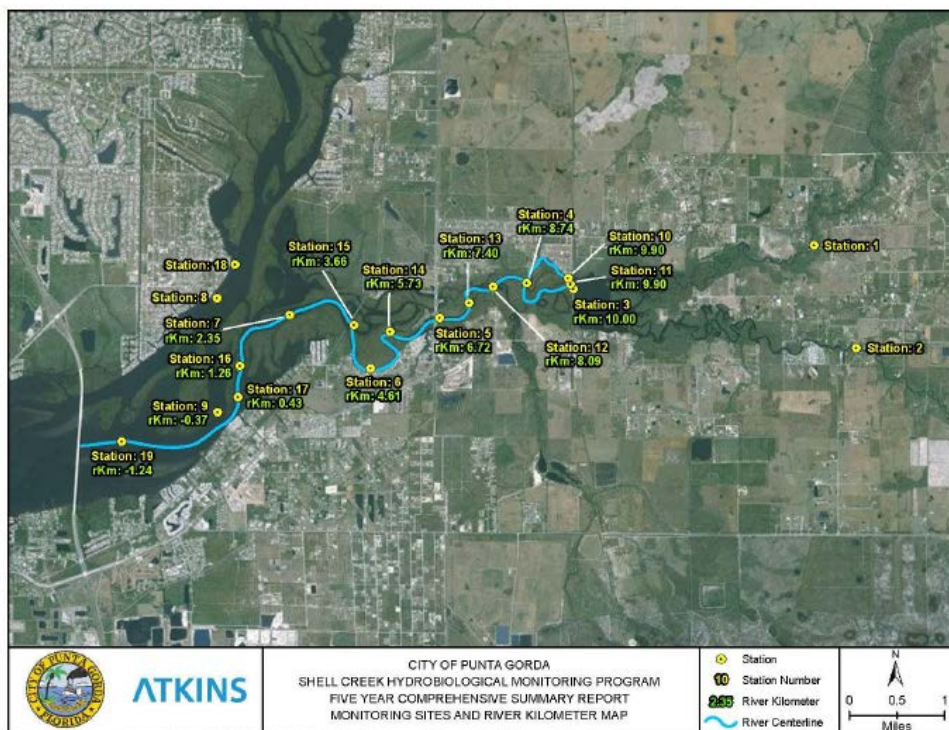 Station: 4
rKm: 8.74
Station: 13
rKm: 7.40
Station: 10
rKm: 9.90
Station: 15
rKm: 3.66
Station: 1
Station: 14
rKm: 5.73
Station: 18
Station: 11
rKm: 9.90
Station: 8
Station: 3
rKm: 10.00
Station: 7
rKm: 2.35
Station: 5
rKm: 6.72
Station: 12
rKm: 8.09
Station: 2
Station: 16
rKm: 1.26
Station: 6
rKm: 4.61
Station: 17
rKm: 0.43
Station: 9
rKm: -0.37
Station: 19
rKm: -1.24
CITY OF PUNTA GORDA
FLORIDA
ATKINS
CITY OF PUNTA GORDA
SHELL CREEK HYDROBIOLOGICAL MONITORING PROGRAM
FIVE YEAR COMPREHENSIVE SUMMARY REPORT
MONITORING SITES AND RIVER KILOMETER MAP
Station
10 Station Number
2.35 River Kilometer
River Centerline
N
0 0.5 1
Miles